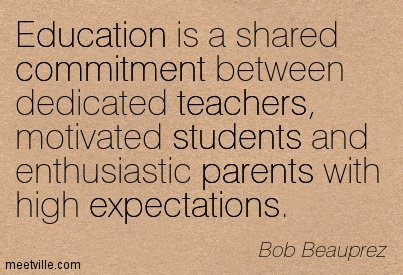 Education is a shared
commitment between
dedicated teachers,
motivated students and
enthusiastic parents with
high expectations.
Bob Beauprez
meetville.com